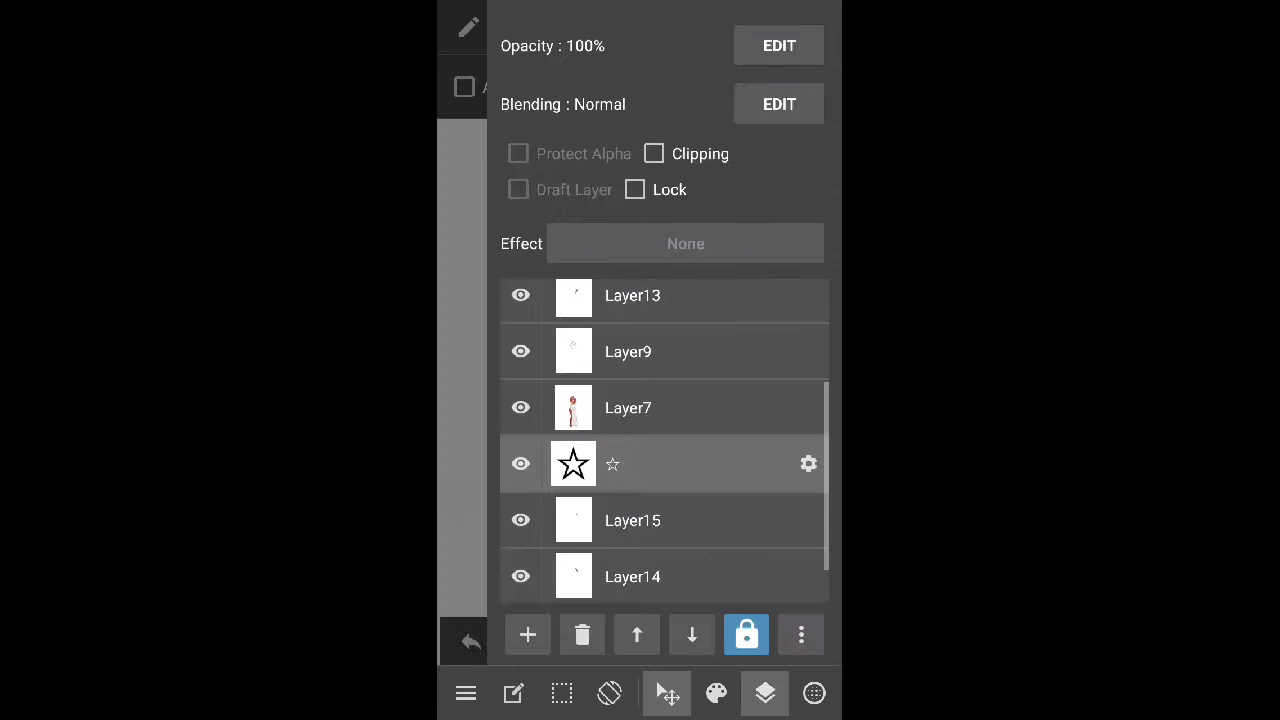 Opacity : 100%
EDIT
Blending : Normal
EDIT
Protect Alpha
Clipping
Draft Layer
Lock
Effect
None
Layer13
Layer9
Layer7
☆
Layer15
Layer14